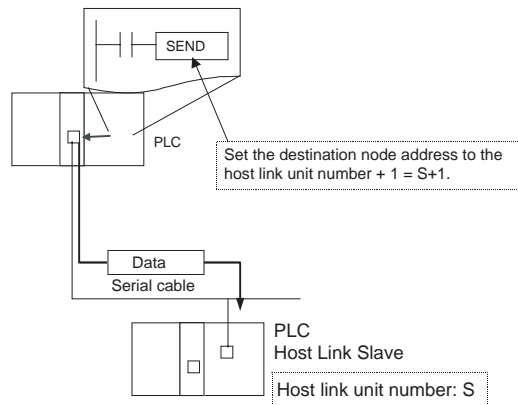 SEND
PLC
Set the destination node address to the
host link unit number + 1 = S+1.
Data
Serial cable
PLC
Host Link Slave
Host link unit number: S